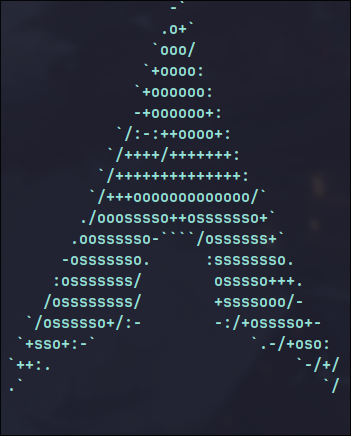 -`
                  .o+`
                 `ooo/
                `+oooo:
               `+oooooo:
               -+oooooo+:
             `/:-:++oooo+:
            `/++++/+++++++:
           `/++++++++++++++:
          `/+++ooooooooooooo/`
         ./ooosssso++osssssso+`
        .oossssso-````/ossssss+`
       -osssssso.      :ssssssso.
      :osssssss/        osssso+++.
     /ossssssss/        +ssssooo/-
   `/ossssso+/:-        -:/+osssso+-
  `+sso+:-`                 `.-/+oso:
 `++:.                           `-/+/
 .`                                 `/